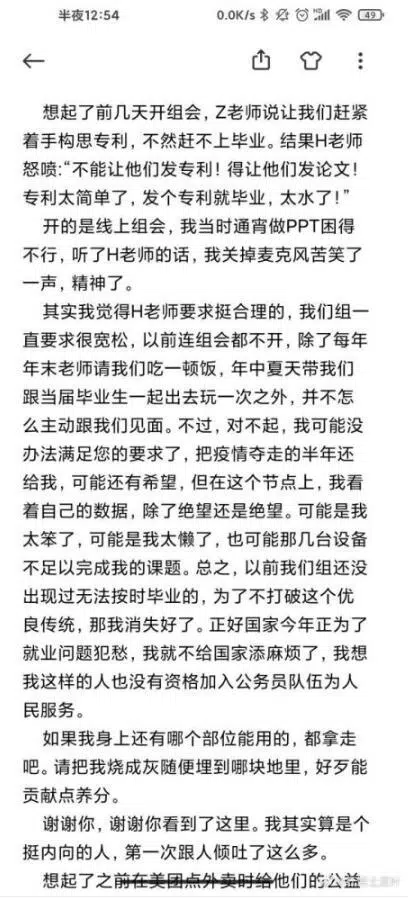 半夜12:54
0.0K/s
HD
49
想起了前几天开组会，Z老师说让我们赶紧
着手构思专利，不然赶不上毕业。结果H老师
怒喷:“不能让他们发专利！得让他们发论文！
专利太简单了，发个专利就毕业，太水了！”
开的是线上组会，我当时通宵做PPT困得
不行，听了H老师的话，我关掉麦克风苦笑了
一声，精神了。
其实我觉得H老师要求挺合理的，我们组一
直要求很宽松，以前连组会都不开，除了每年
年末老师请我们吃一顿饭，年中夏天带我们
跟当届毕业生一起出去玩一次之外，并不怎
么主动跟我们见面。不过，对不起，我可能没
办法满足您的要求了，把疫情夺走的半年还
给我，可能还有希望，但在这个节点上，我看
着自己的数据，除了绝望还是绝望。可能是我
太笨了，可能是我太懒了，也可能那几台设备
不足以完成我的课题。总之，以前我们组还没
出现过无法按时毕业的，为了不打破这个优
良传统，那我消失好了。正好国家今年正为了
就业问题犯愁，我就不给国家添麻烦了，我想
我这样的人也没有资格加入公务员队伍为人
民服务。
如果我身上还有哪个部位能用的，都拿走
吧。请把我烧成灰随便埋到哪块地里，好歹能
贡献点养分。
谢谢你，谢谢你看到了这里。我其实算是个
挺内向的人，第一次跟人倾吐了这么多。
想起了之前在美团点外卖时给他们的公益